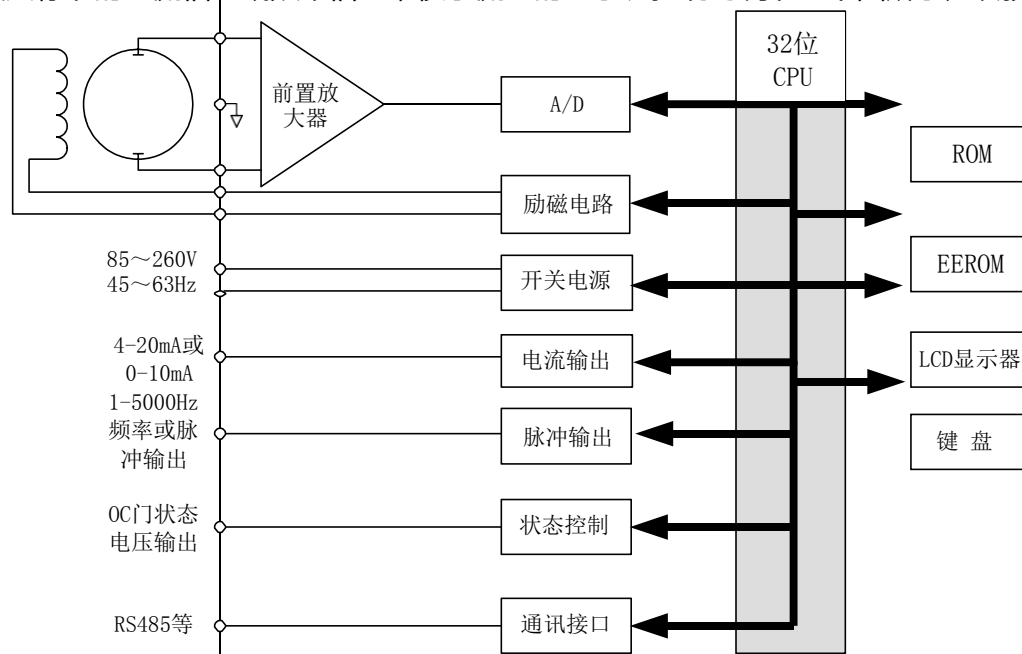 32位
CPU
前置放
大器
A/D
ROM
励磁电路
85～260V
45～63Hz
开关电源
EEROM
4-20mA或
0-10mA
电流输出
LCD显示器
1-5000Hz
频率或脉
冲输出
脉冲输出
键 盘
OC门状态
电压输出
状态控制
RS485等
通讯接口